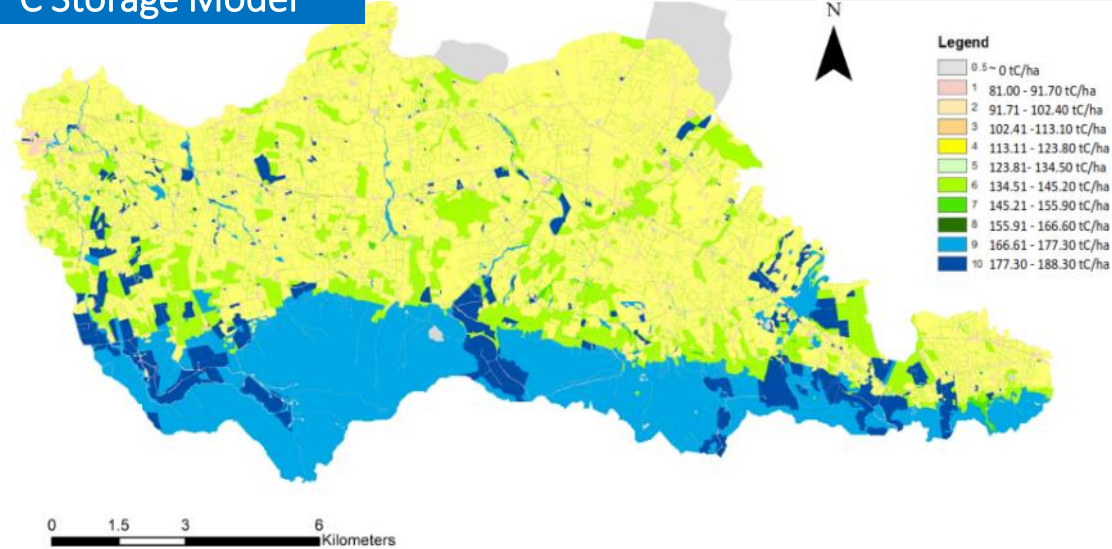 C Storage Model
N
Legend
0.5~ 0 tC/ha
1 81.00 - 91.70 tC/ha
2 91.71 - 102.40 tC/ha
3 102.41 -113.10 tC/ha
4 113.11 - 123.80 tC/ha
5 123.81- 134.50 tC/ha
6 134.51 - 145.20 tC/ha
7 145.21 - 155.90 tC/ha
8 155.91 - 166.60 tC/ha
9 166.61 - 177.30 tC/ha
10 177.30 - 188.30 tC/ha
0 1.5 3 6
Kilometers